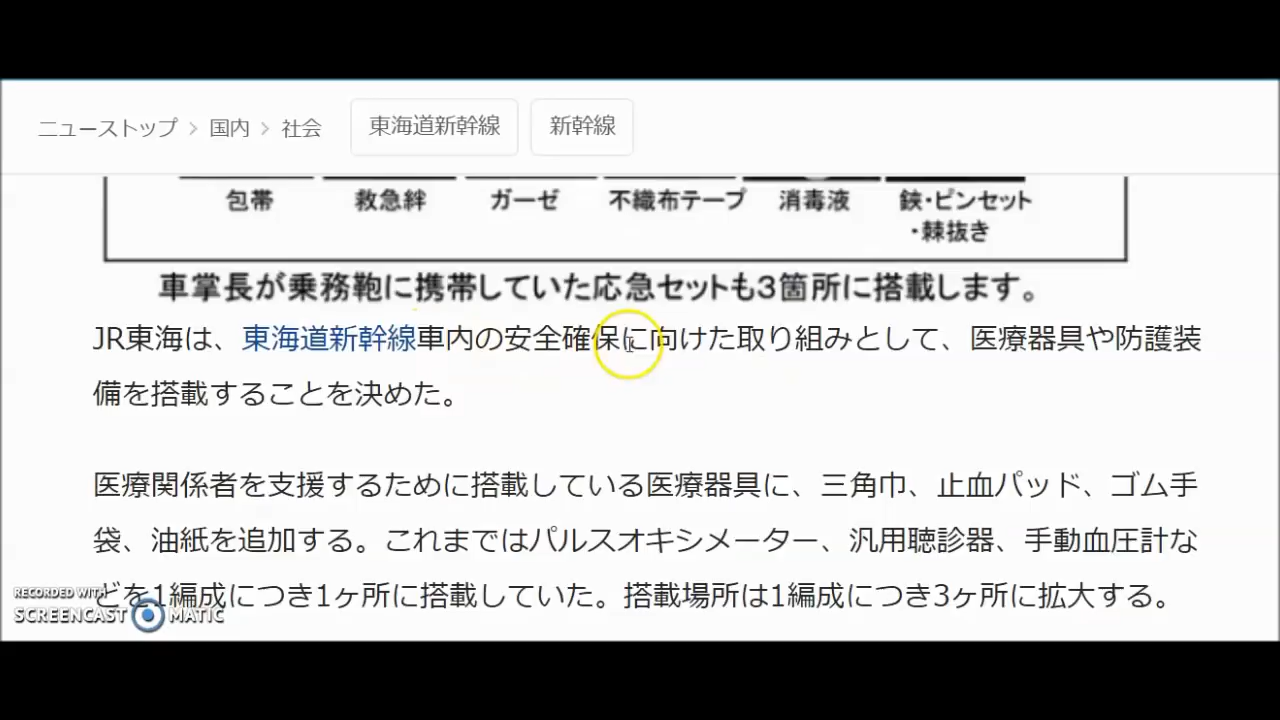 ニューストップ > 国内 > 社会 東海道新幹線 新幹線
包帯 救急絆 ガーゼ 不織布テープ 消毒液 鋏・ピンセット
・棘抜き
車掌長が乗務鞄に携帯していた応急セットも3箇所に搭載します。
JR東海は、東海道新幹線車内の安全確保に向けた取り組みとして、医療器具や防護装
備を搭載することを決めた。
医療関係者を支援するために搭載している医療器具に、三角巾、止血パッド、ゴム手
袋、油紙を追加する。これまではパルスオキシメーター、汎用聴診器、手動血圧計な
どを1編成につき1ヶ所に搭載していた。搭載場所は1編成につき3ヶ所に拡大する。
RECORDED WITH
SCREENCAST MATIC